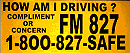 HOW AM I DRIVING ?
COMPLIMENT
OR
CONCERN
FM 827
1-800-827-SAFE